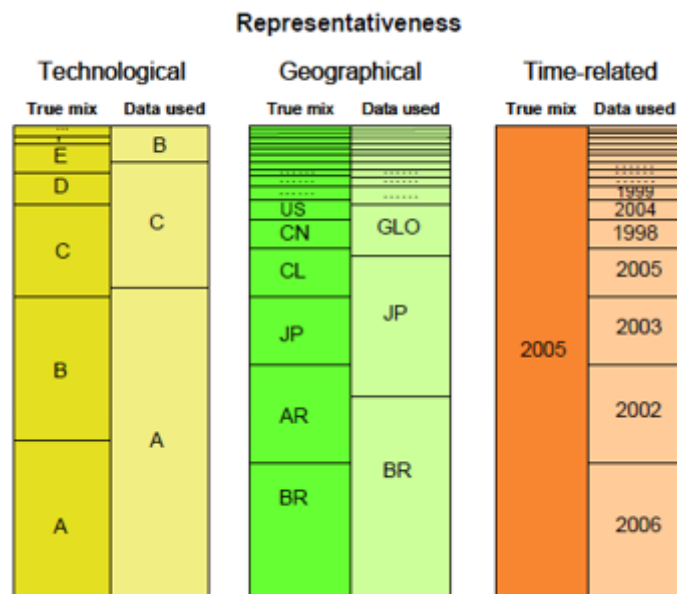 Representativeness
Technological Geographical Time-related
True mix Data used True mix Data used True mix Data used
E
D
C
B
A
B
C
A
US
CN
CL
JP
AR
BR
GLO
JP
BR
2005
1999
2004
1998
2005
2003
2002
2006